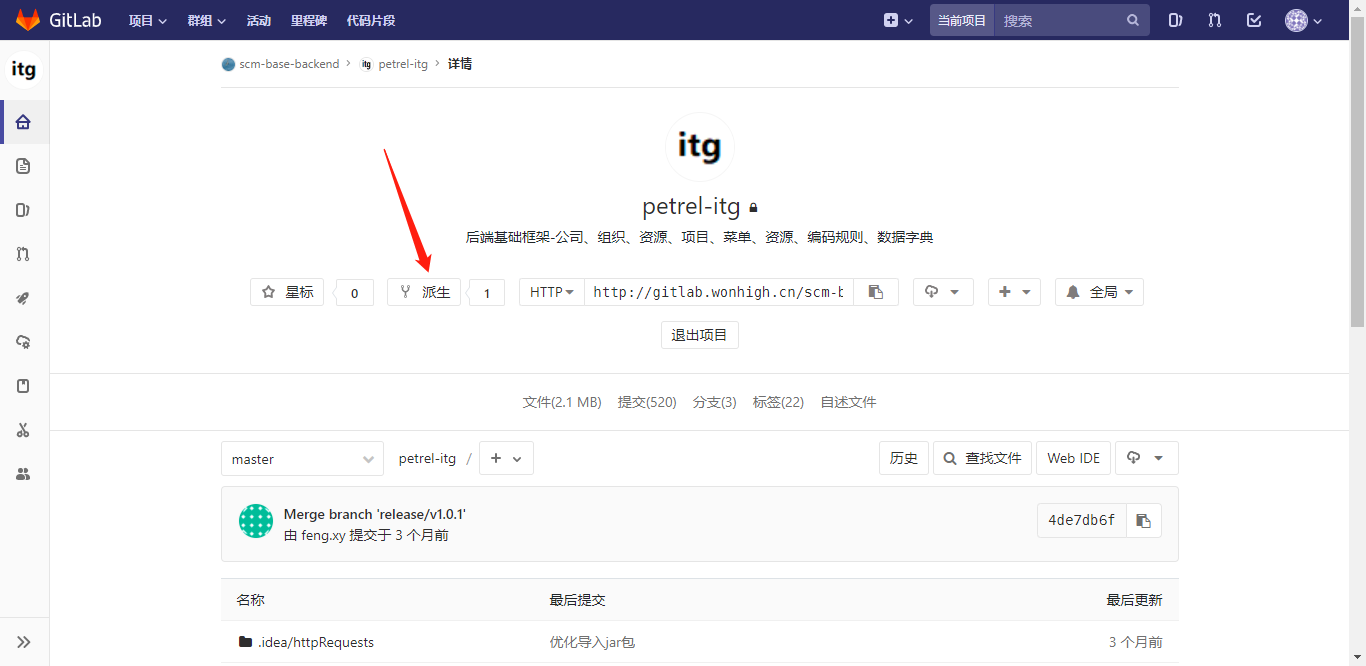 GitLab 项目 群组 活动 里程碑 代码片段 当前项目 搜索
itg
scm-base-backend › itg petrel-itg › 详情
itg
petrel-itg
后端基础框架-公司、组织、资源、项目、菜单、资源、编码规则、数据字典
星标 0 派生 1 HTTP http://gitlab.wonhigh.cn/scm-b 全局
退出项目
文件(2.1 MB) 提交(520) 分支(3) 标签(22) 自述文件
master petrel-itg / + 历史 查找文件 Web IDE
Merge branch 'release/v1.0.1'
由 feng.xy 提交于 3 个月前
4de7db6f
名称 最后提交 最后更新
.idea/httpRequests 优化导入jar包 3 个月前